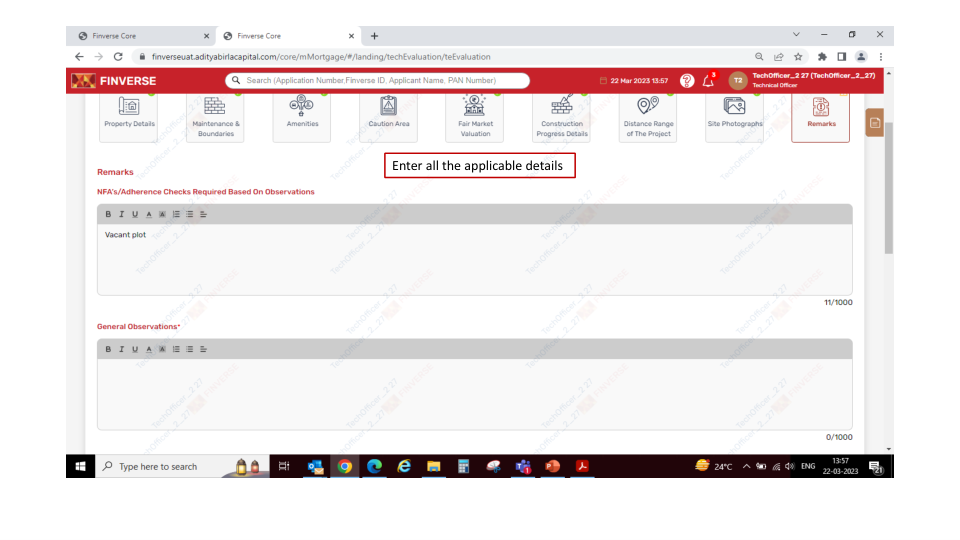 Finverse Core
Finverse Core
finverseuat.adityabirlacapital.com/core/mMortgage/#/landing/techEvaluation/teEvaluation
FINVERSE
Search (Application Number,Finverse ID, Applicant Name, PAN Number)
22 Mar 2023 13:57
3
T2
TechOfficer_2 27 (TechOfficer_2_27)
Technical Officer
Property Details
Maintenance & Boundaries
Amenities
Caution Area
Fair Market Valuation
Construction Progress Details
Distance Range of The Project
Site Photographs
Remarks
Enter all the applicable details
Remarks
NFA's/Adherence Checks Required Based On Observations
B I U A
Vacant plot
11/1000
General Observations*
B I U A
0/1000
Type here to search
24°C
ENG
13:57
22-03-2023
21